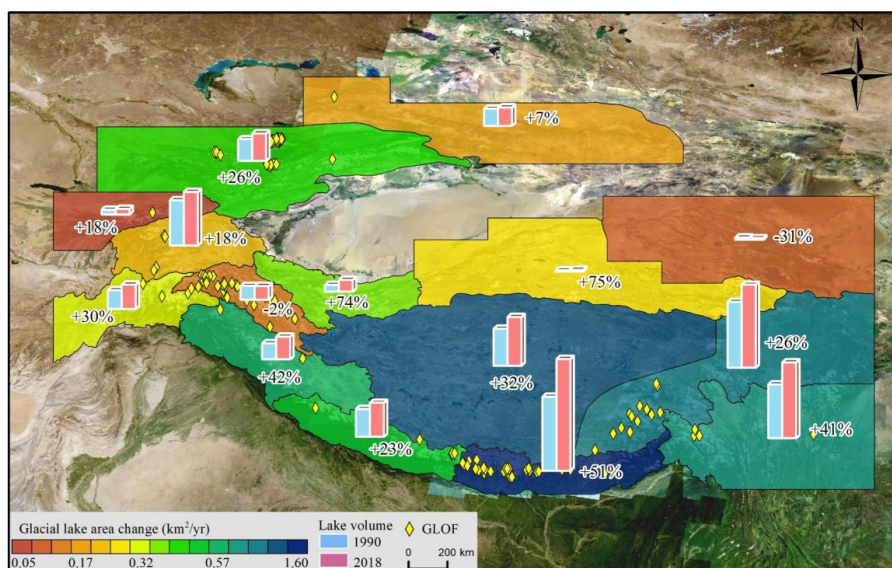 N
+7%
+26%
+18%
+18%
-31%
+75%
+74%
-2%
+30%
+26%
+32%
+42%
+41%
+23%
+51%
Glacial lake area change (km²/yr)
0.05 0.17 0.32 0.57 1.60
Lake volume
1990
2018
GLOF
0 200 km